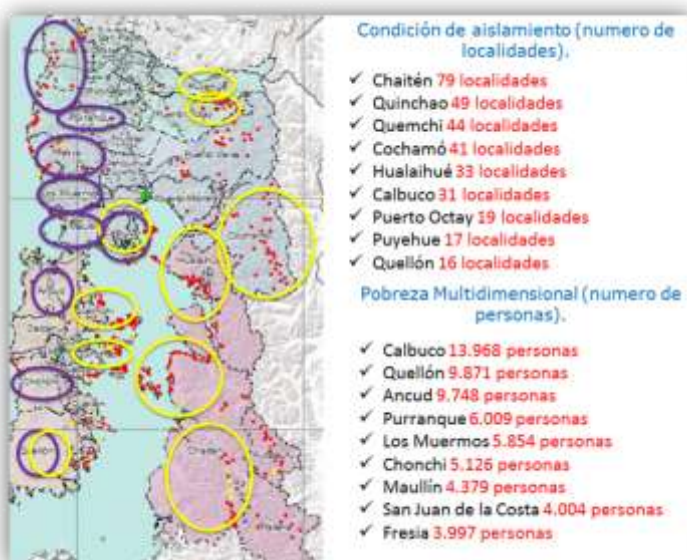 Condición de aislamiento (numero de
localidades).
✓ Chaitén 79 localidades
✓ Quinchao 49 localidades
✓ Quemchi 44 localidades
✓ Cochamó 41 localidades
✓ Hualaihué 33 localidades
✓ Calbuco 31 localidades
✓ Puerto Octay 19 localidades
✓ Puyehue 17 localidades
✓ Quellón 16 localidades
Pobreza Multidimensional (numero de
personas).
✓ Calbuco 13.968 personas
✓ Quellón 9.871 personas
✓ Ancud 9.748 personas
✓ Purranque 6.009 personas
✓ Los Muermos 5.854 personas
✓ Chonchi 5.126 personas
✓ Maullín 4.379 personas
✓ San Juan de la Costa 4.004 personas
✓ Fresia 3.997 personas